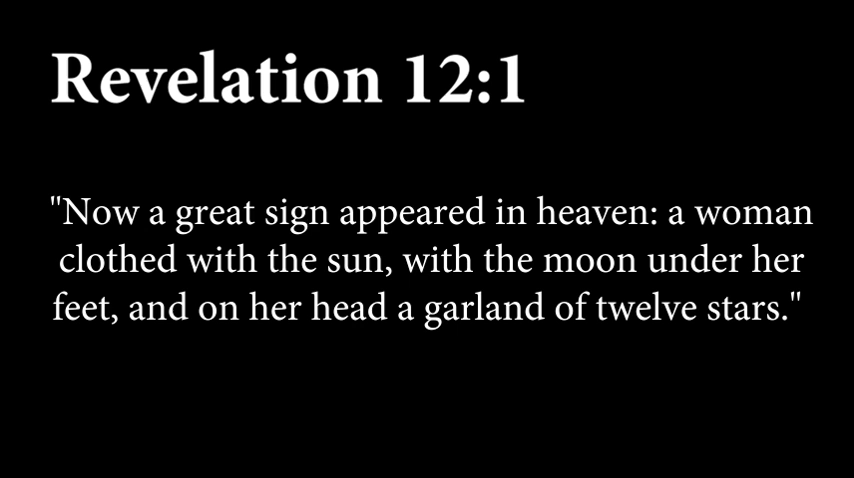 Revelation 12:1
"Now a great sign appeared in heaven: a woman
clothed with the sun, with the moon under her
feet, and on her head a garland of twelve stars."